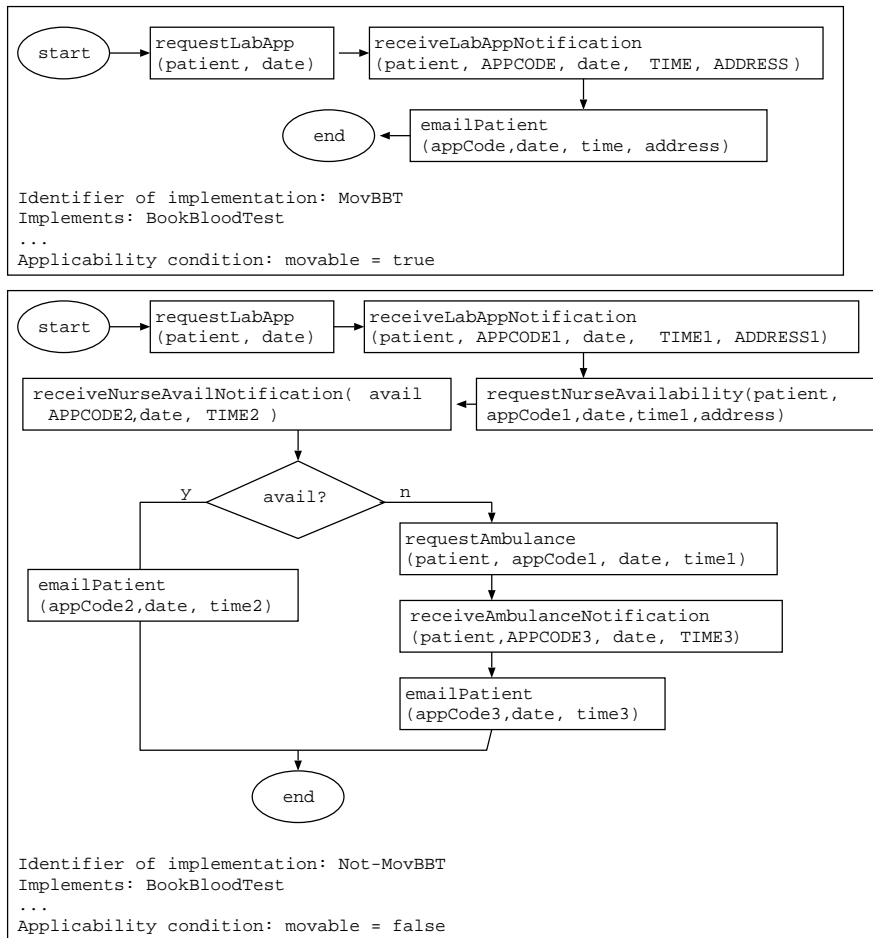 start
requestLabApp
(patient, date)
receiveLabAppNotification
(patient, APPCODE, date, TIME, ADDRESS )
emailPatient
(appCode,date, time, address)
end
Identifier of implementation: MovBBT
Implements: BookBloodTest
...
Applicability condition: movable = true
start
requestLabApp
(patient, date)
receiveLabAppNotification
(patient, APPCODE1, date, TIME1, ADDRESS1)
requestNurseAvailability(patient,
appCode1,date,time1,address)
receiveNurseAvailNotification( avail
APPCODE2,date, TIME2 )
avail?
y
n
emailPatient
(appCode2,date, time2)
requestAmbulance
(patient, appCode1, date, time1)
receiveAmbulanceNotification
(patient,APPCODE3, date, TIME3)
emailPatient
(appCode3,date, time3)
end
Identifier of implementation: Not-MovBBT
Implements: BookBloodTest
...
Applicability condition: movable = false